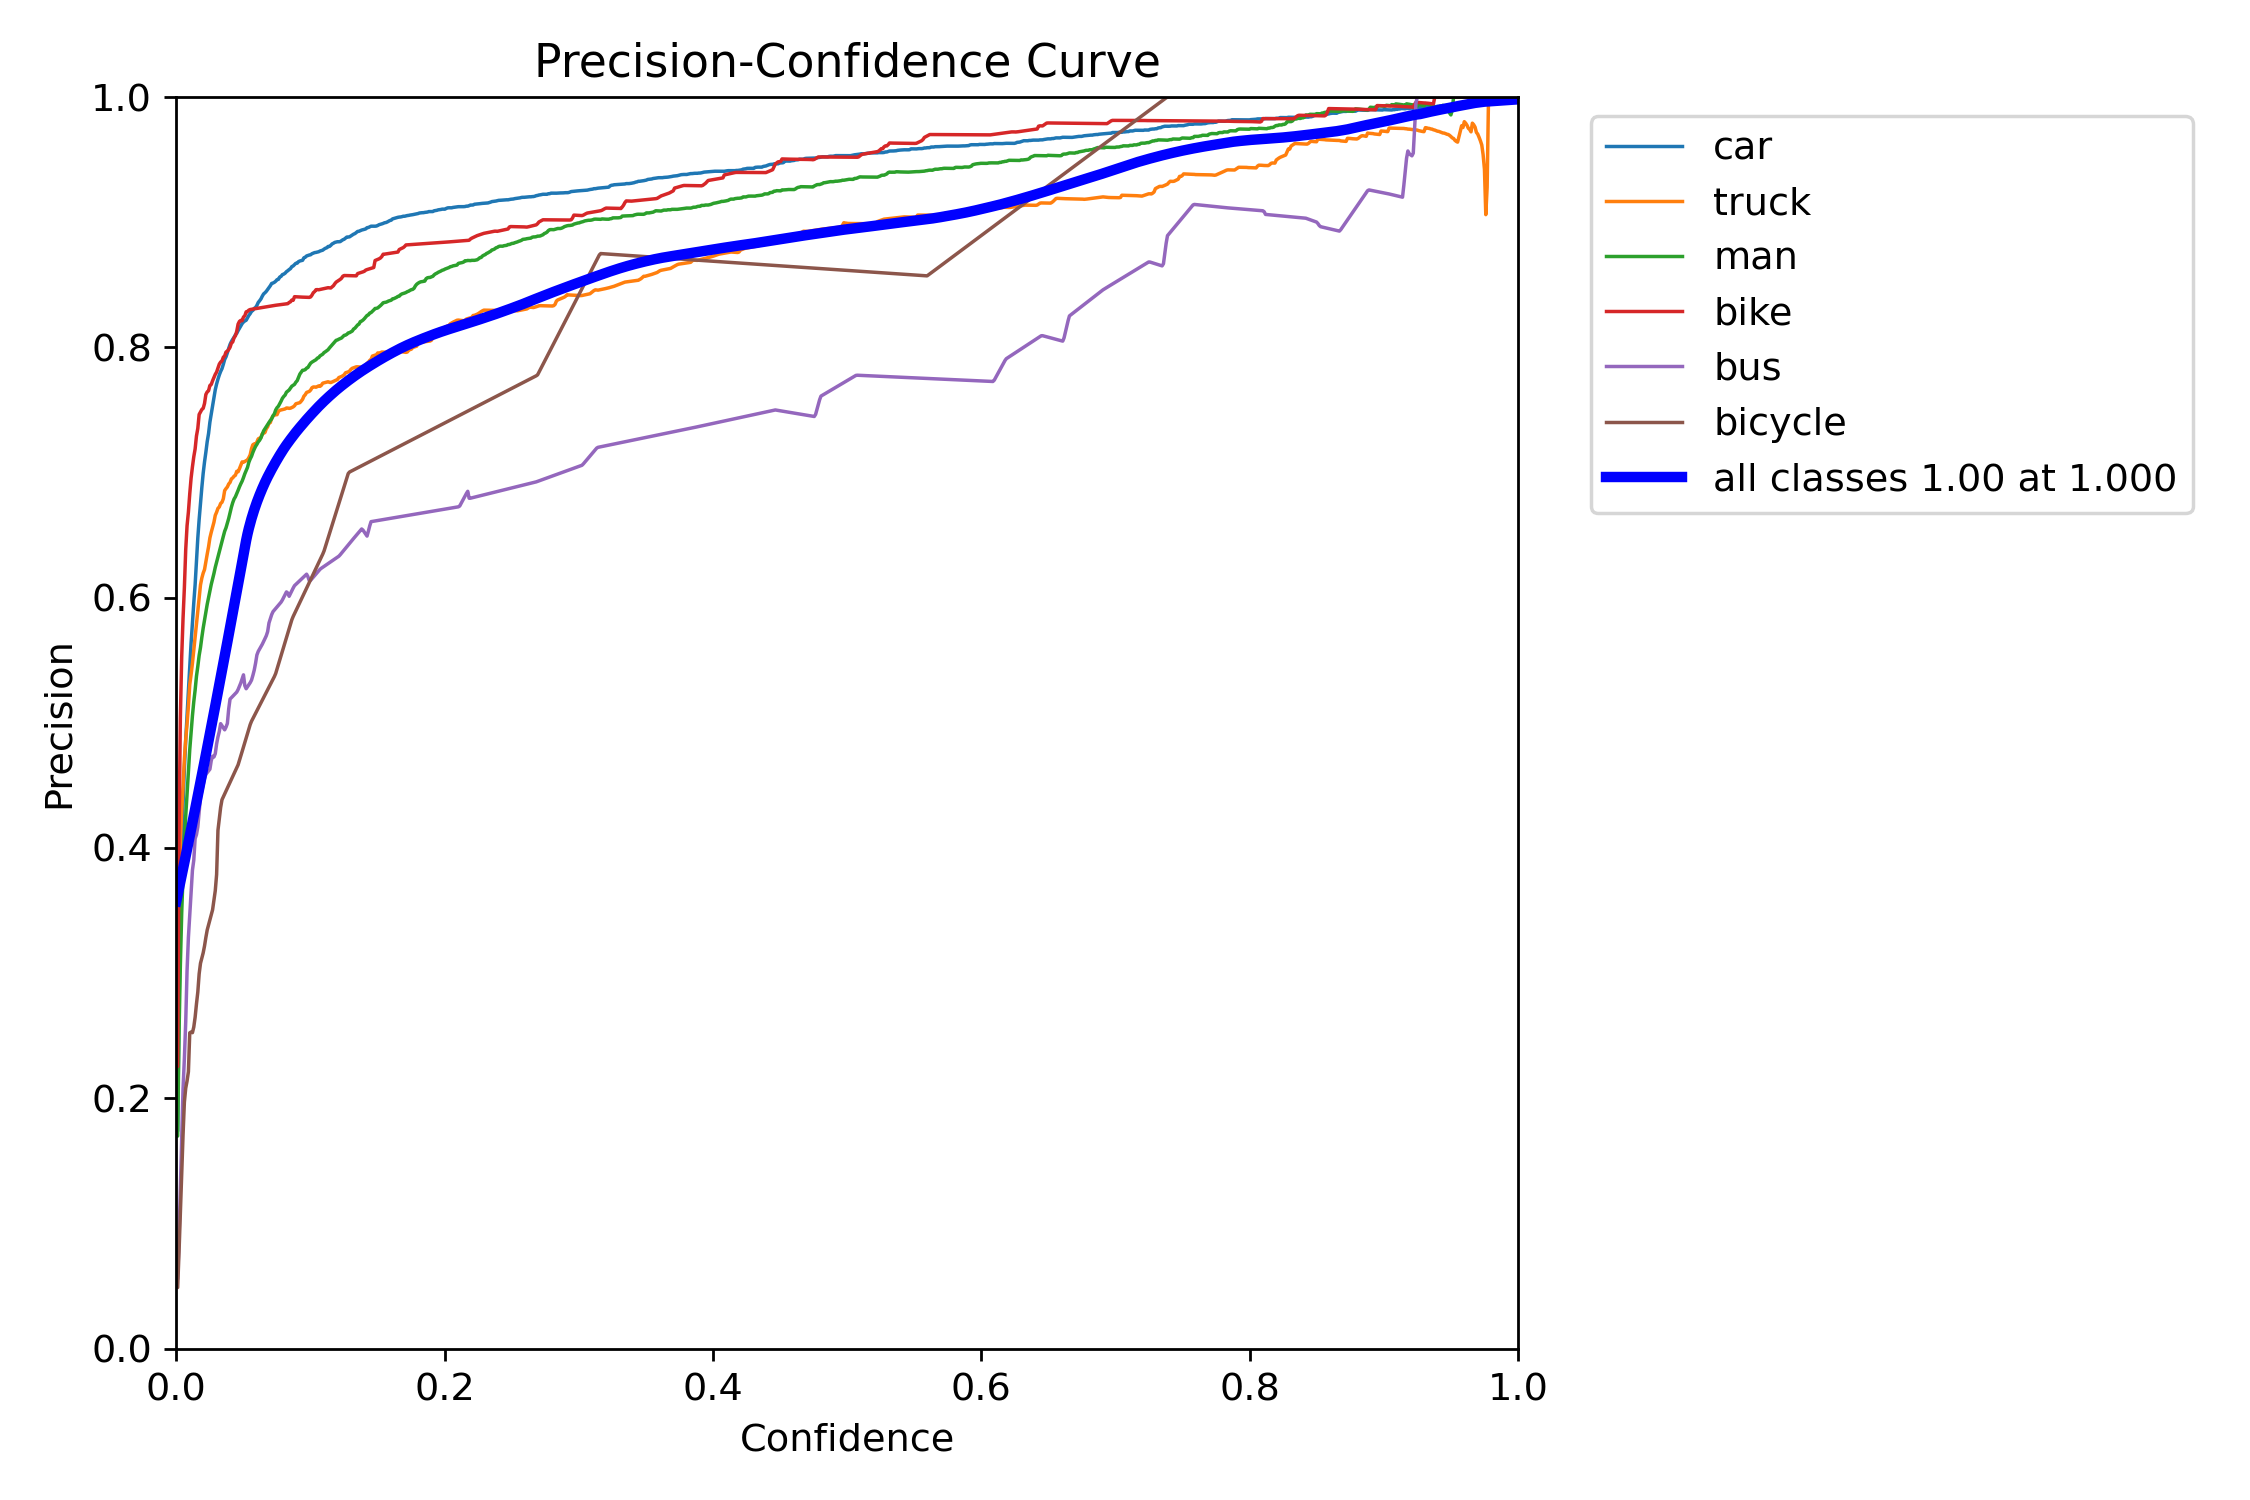 Precision-Confidence Curve
1.0
0.8
0.6
0.4
0.2
0.0
Precision
0.0 0.2 0.4 0.6 0.8 1.0
Confidence
car
truck
man
bike
bus
bicycle
all classes 1.00 at 1.000